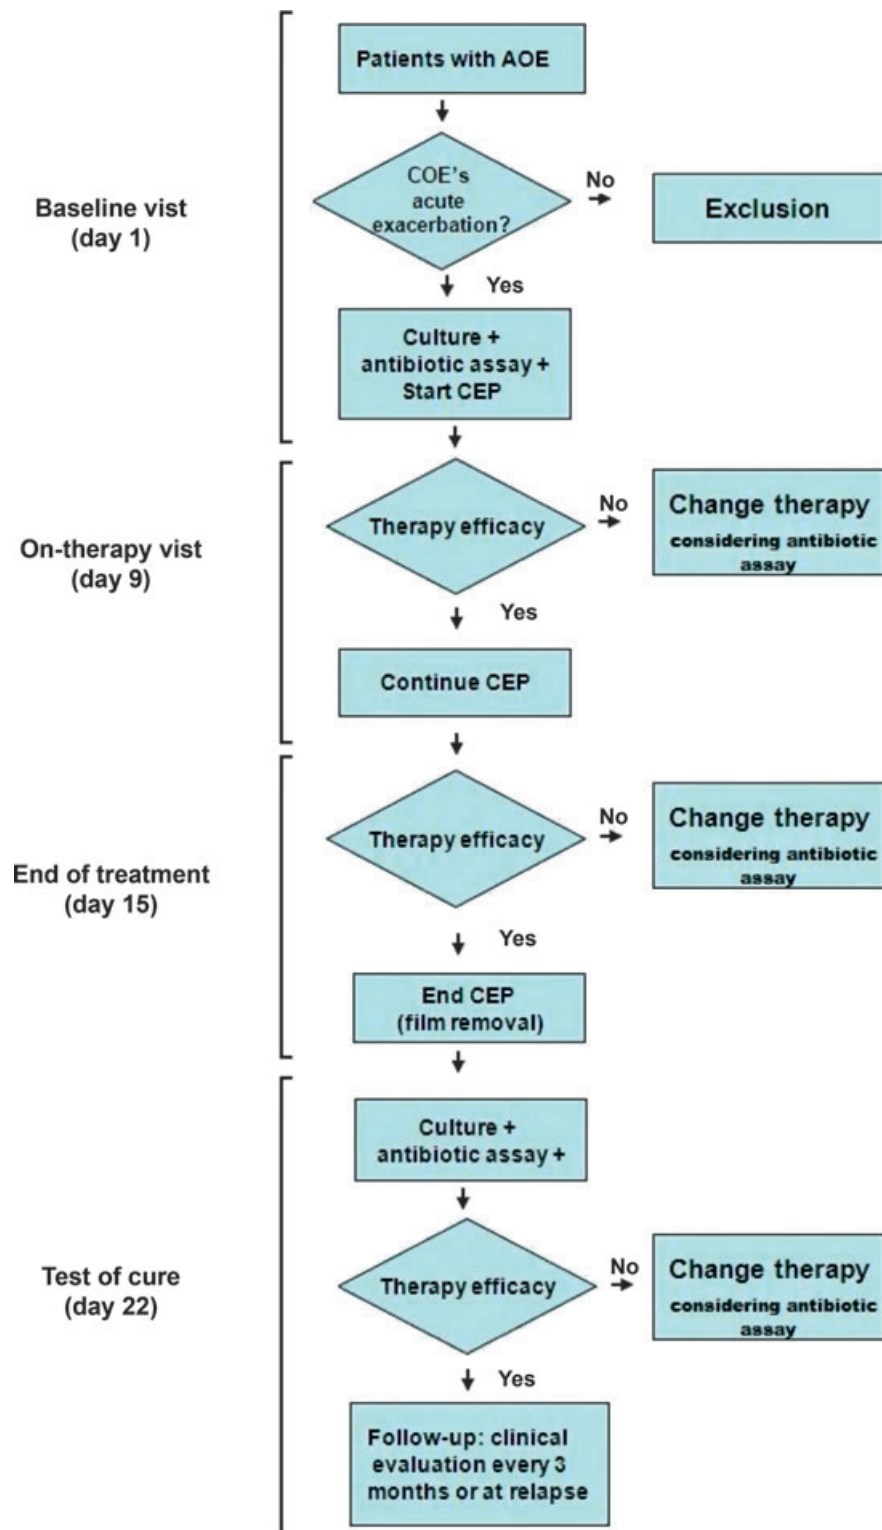 Patients with AOE
COE's
acute
exacerbation?
No
Exclusion
Baseline vist
(day 1)
Yes
Culture +
antibiotic assay +
Start CEP
Therapy efficacy
No
Change therapy
considering antibiotic
assay
On-therapy vist
(day 9)
Yes
Continue CEP
Therapy efficacy
No
Change therapy
considering antibiotic
assay
End of treatment
(day 15)
Yes
End CEP
(film removal)
Culture +
antibiotic assay +
Test of cure
(day 22)
Therapy efficacy
No
Change therapy
considering antibiotic
assay
Yes
Follow-up: clinical
evaluation every 3
months or at relapse